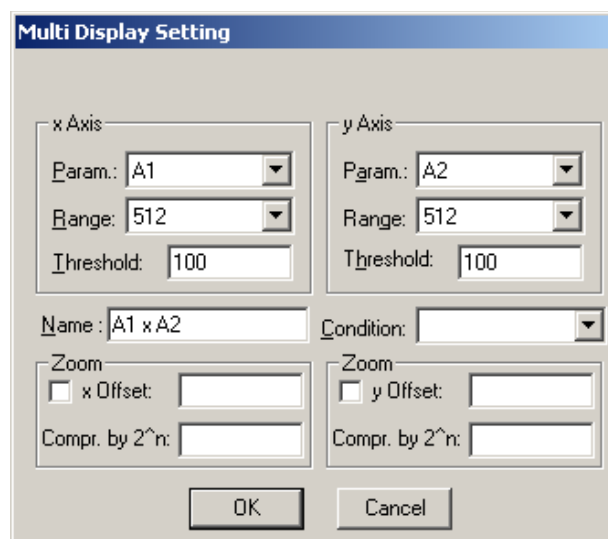 Multi Display Setting
x Axis
Param.: A1
Range: 512
Threshold: 100
y Axis
Param.: A2
Range: 512
Threshold: 100
Name : A1 x A2
Condition:
Zoom
x Offset:
Compr. by 2^n:
Zoom
y Offset:
Compr. by 2^n:
OK
Cancel